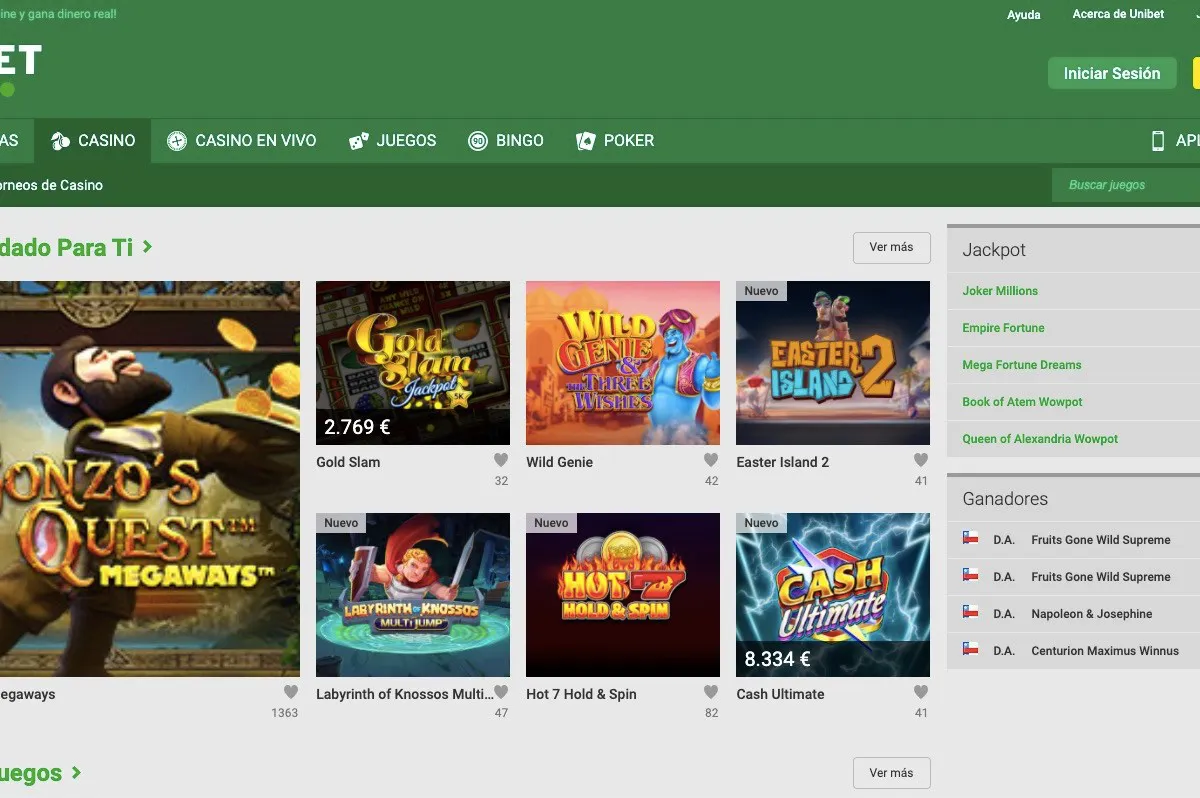 ine y gana dinero real!
Ayuda
Acerca de Unibet
ET
Iniciar Sesión
AS
CASINO
CASINO EN VIVO
JUEGOS
BINGO
POKER
APL
orneos de Casino
Buscar juegos
dado Para Ti
Ver más
ONZO'S
QUEST™
MEGAWAYS™
egaways
1363
Gold
Slam
Jackpot
5K
2.769 €
Gold Slam
32
WILD
GENIE
&
THE THREE
WISHES
Wild Genie
42
Nuevo
EASTER
ISLAND 2
Easter Island 2
41
Nuevo
LABYRINTH OF KNOSSOS
MULTIJUMP
Labyrinth of Knossos Multi...
47
Nuevo
HOT 7
HOLD & SPIN
Hot 7 Hold & Spin
82
Nuevo
CASH
Ultimate
8.334 €
Cash Ultimate
41
uegos
Ver más
Jackpot
Joker Millions
Empire Fortune
Mega Fortune Dreams
Book of Atem Wowpot
Queen of Alexandria Wowpot
Ganadores
D.A. Fruits Gone Wild Supreme
D.A. Fruits Gone Wild Supreme
D.A. Napoleon & Josephine
D.A. Centurion Maximus Winnus